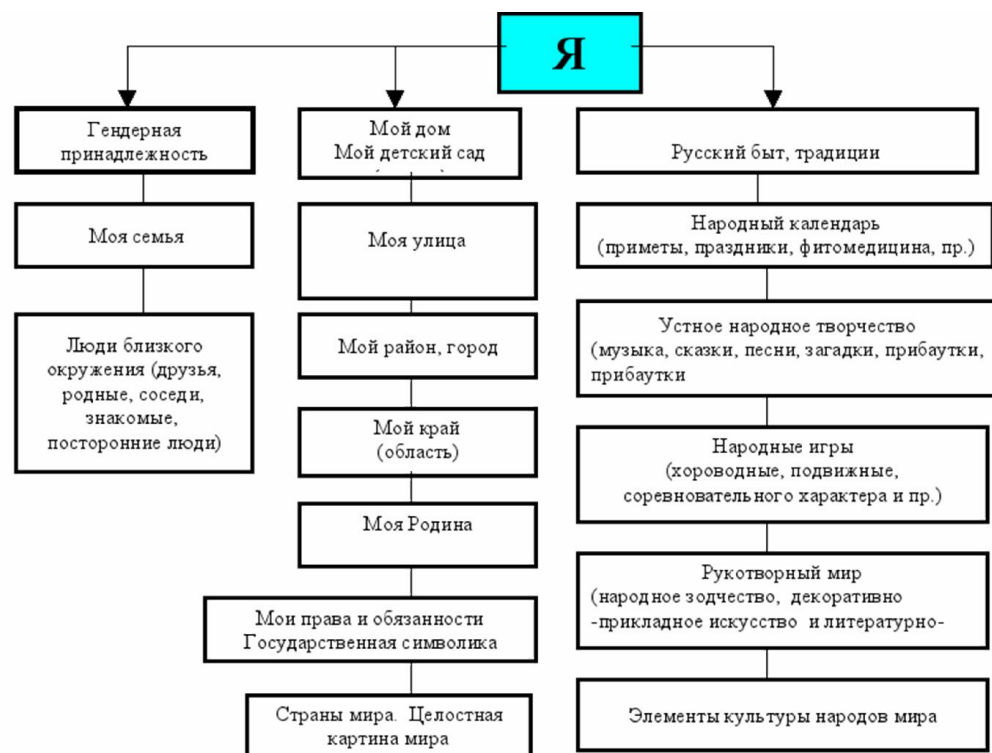 Я
Гендерная
принадлежность
Моя семья
Люди близкого
окружения (друзья,
родные, соседи,
знакомые,
посторонние люди)
Мой дом
Мой детский сад
Моя улица
Мой район, город
Мой край
(область)
Моя Родина
Мои права и обязанности
Государственная символика
Страны мира. Целостная
картина мира
Русский быт, традиции
Народный календарь
(приметы, праздники, фитомедицина, пр.)
Устное народное творчество
(музыка, сказки, песни, загадки, прибаутки,
прибаутки
Народные игры
(хороводные, подвижные,
соревновательного характера и пр.)
Рукотворный мир
(народное зодчество, декоративно
-прикладное искусство и литературно-
Элементы культуры народов мира